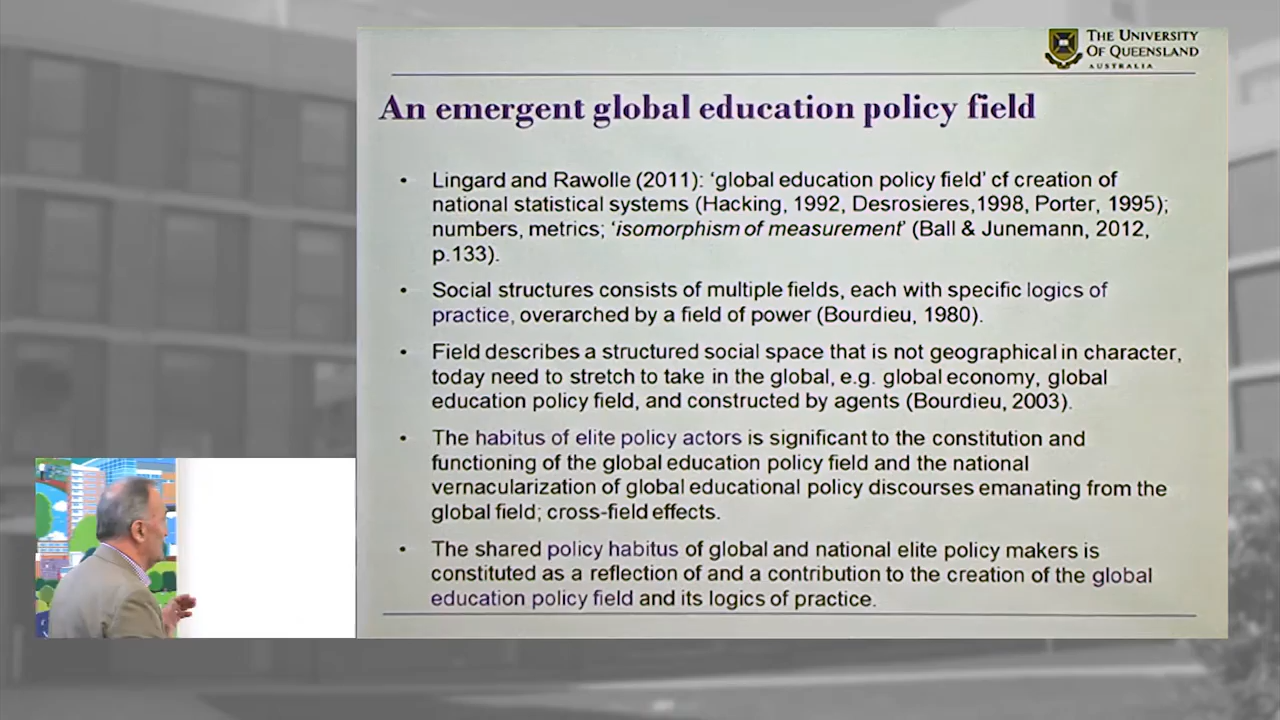 THE UNIVERSITY
OF QUEENSLAND
AUSTRALIA
An emergent global education policy field
• Lingard and Rawolle (2011): ‘global education policy field’ cf creation of
national statistical systems (Hacking, 1992, Desrosieres,1998, Porter, 1995);
numbers, metrics; ‘isomorphism of measurement’ (Ball & Junemann, 2012,
p.133).
• Social structures consists of multiple fields, each with specific logics of
practice, overarched by a field of power (Bourdieu, 1980).
• Field describes a structured social space that is not geographical in character,
today need to stretch to take in the global, e.g. global economy, global
education policy field, and constructed by agents (Bourdieu, 2003).
• The habitus of elite policy actors is significant to the constitution and
functioning of the global education policy field and the national
vernacularization of global educational policy discourses emanating from the
global field; cross-field effects.
• The shared policy habitus of global and national elite policy makers is
constituted as a reflection of and a contribution to the creation of the global
education policy field and its logics of practice.